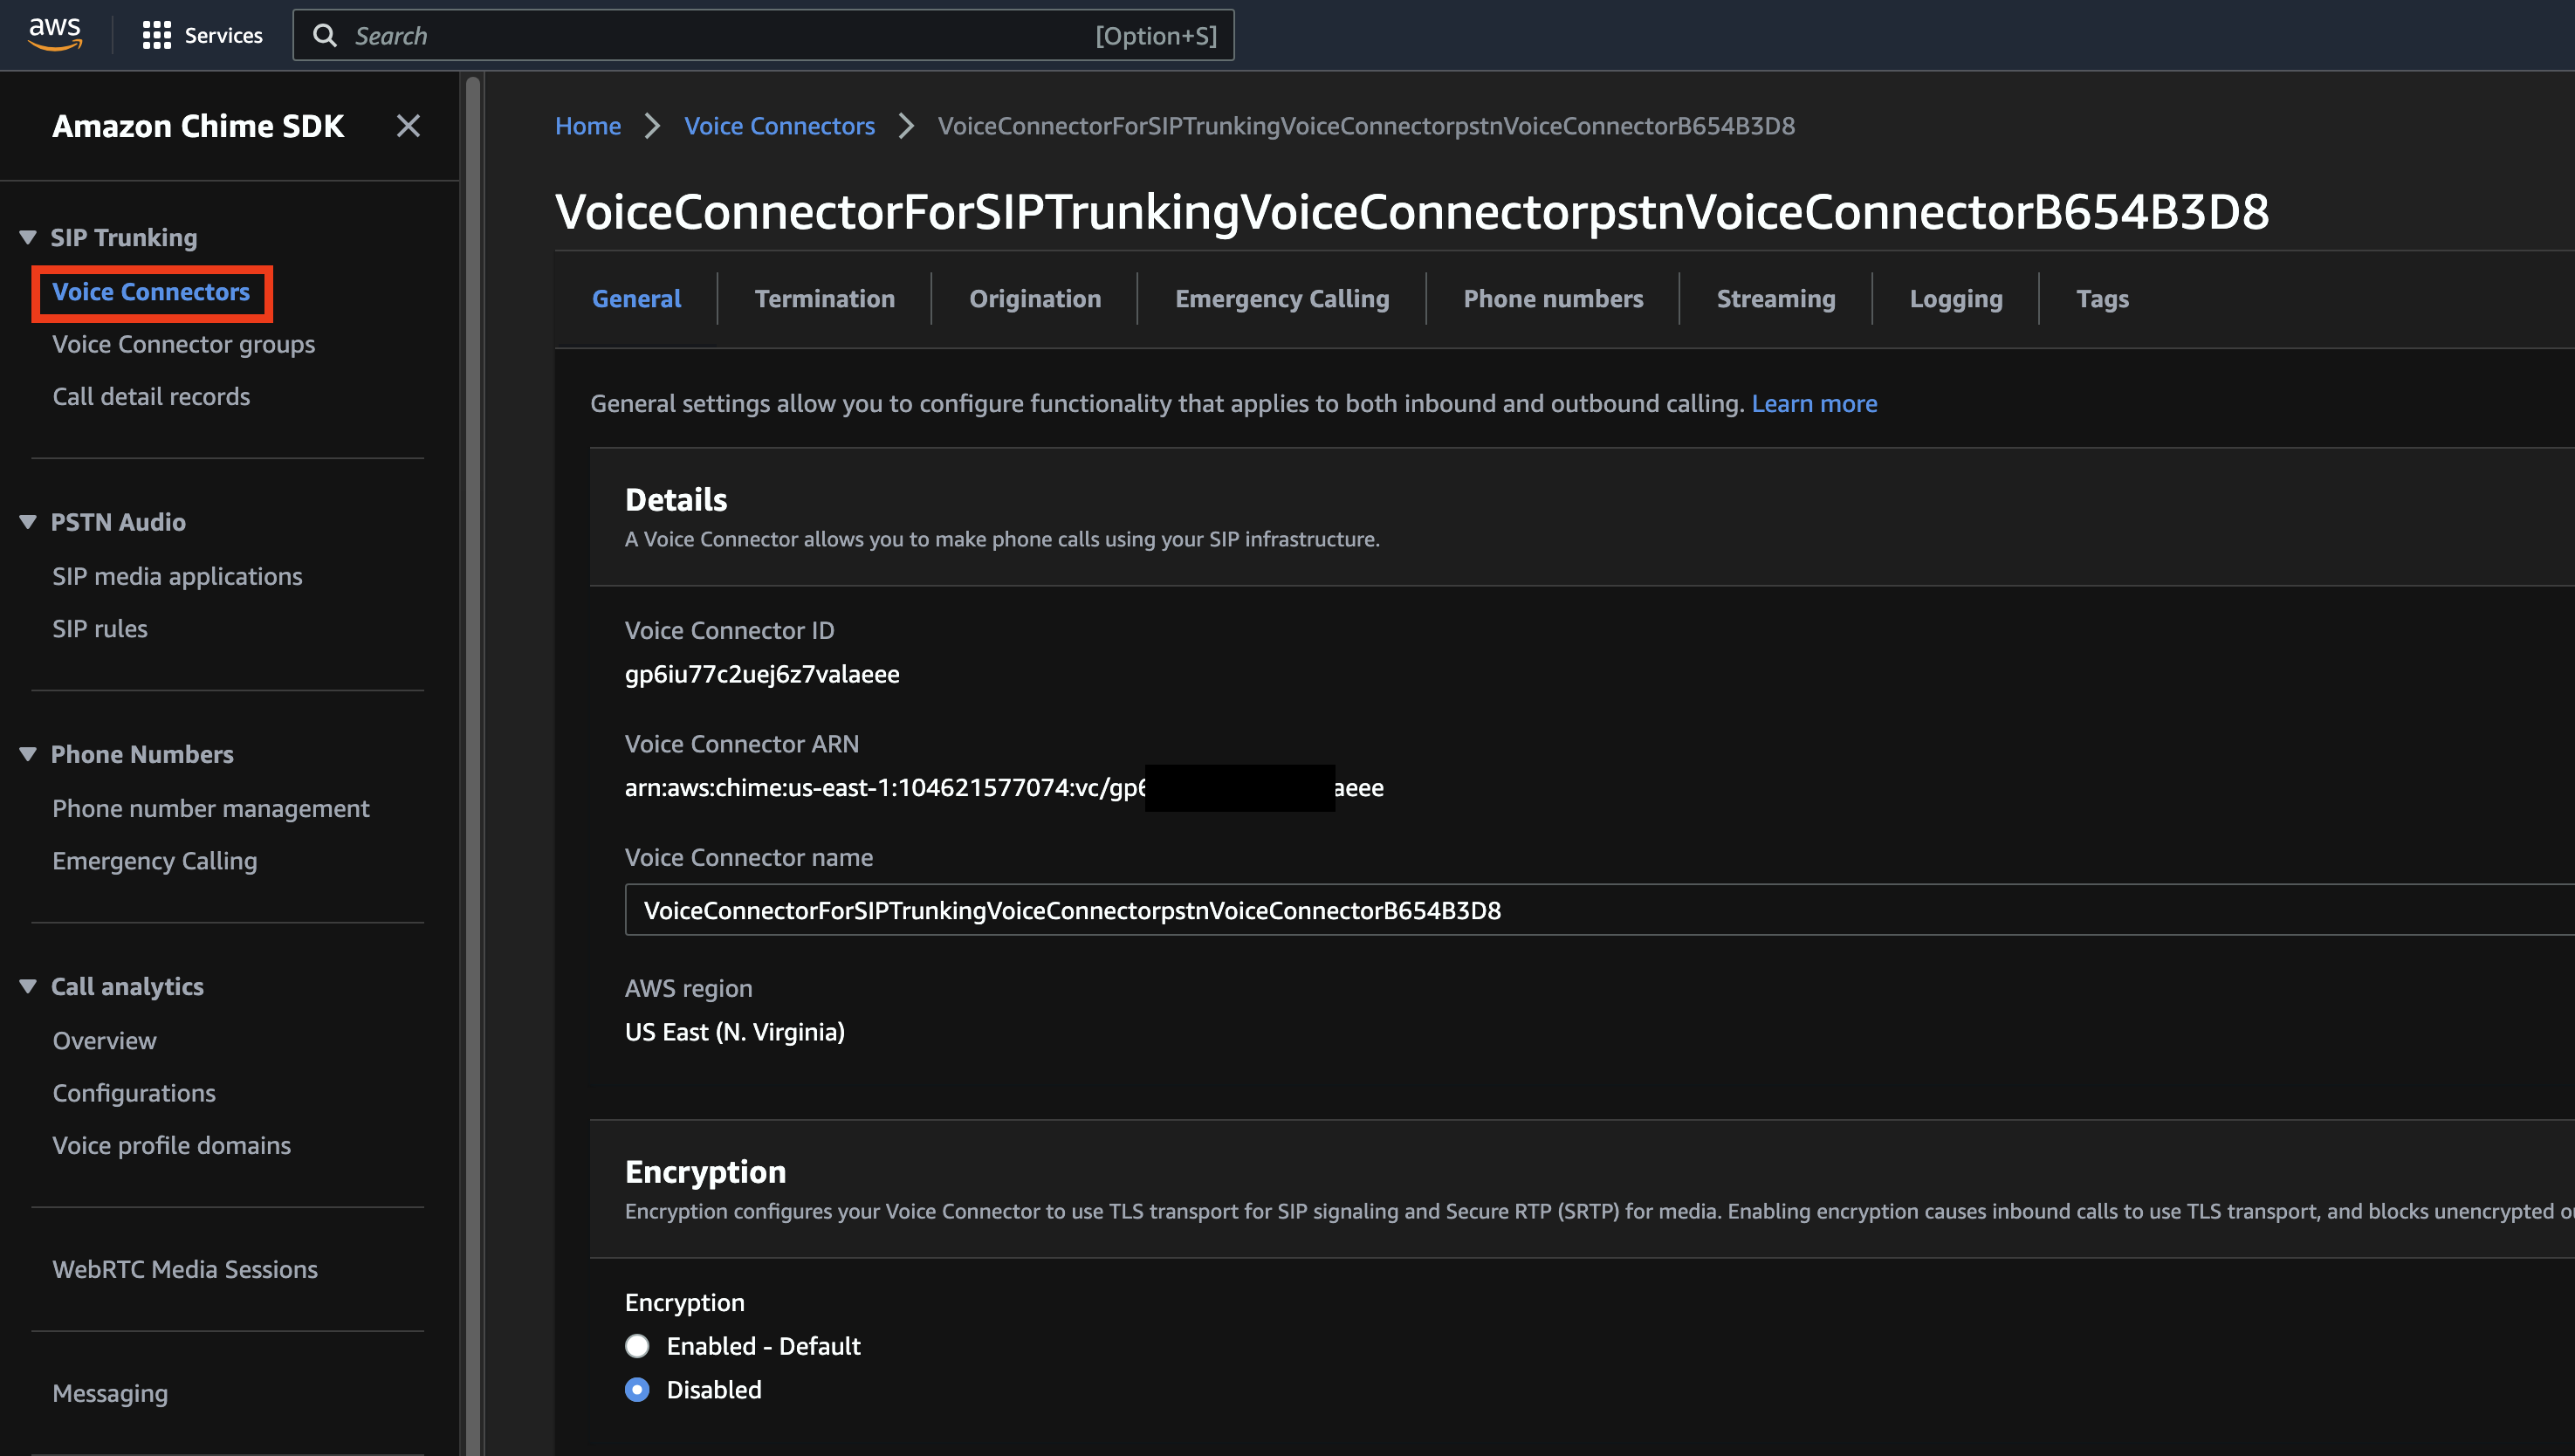 aws
Services
Search
[Option+S]
Amazon Chime SDK
SIP Trunking
Voice Connectors
Voice Connector groups
Call detail records
PSTN Audio
SIP media applications
SIP rules
Phone Numbers
Phone number management
Emergency Calling
Call analytics
Overview
Configurations
Voice profile domains
WebRTC Media Sessions
Messaging
Home
Voice Connectors
VoiceConnectorForSIPTrunkingVoiceConnectorpstnVoiceConnectorB654B3D8
VoiceConnectorForSIPTrunkingVoiceConnectorpstnVoiceConnectorB654B3D8
General
Termination
Origination
Emergency Calling
Phone numbers
Streaming
Logging
Tags
General settings allow you to configure functionality that applies to both inbound and outbound calling. Learn more
Details
A Voice Connector allows you to make phone calls using your SIP infrastructure.
Voice Connector ID
gp6iu77c2uej6z7valaeee
Voice Connector ARN
arn:aws:chime:us-east-1:104621577074:vc/gp6 aeee
Voice Connector name
VoiceConnectorForSIPTrunkingVoiceConnectorpstnVoiceConnectorB654B3D8
AWS region
US East (N. Virginia)
Encryption
Encryption configures your Voice Connector to use TLS transport for SIP signaling and Secure RTP (SRTP) for media. Enabling encryption causes inbound calls to use TLS transport, and blocks unencrypted
Encryption
Enabled - Default
Disabled